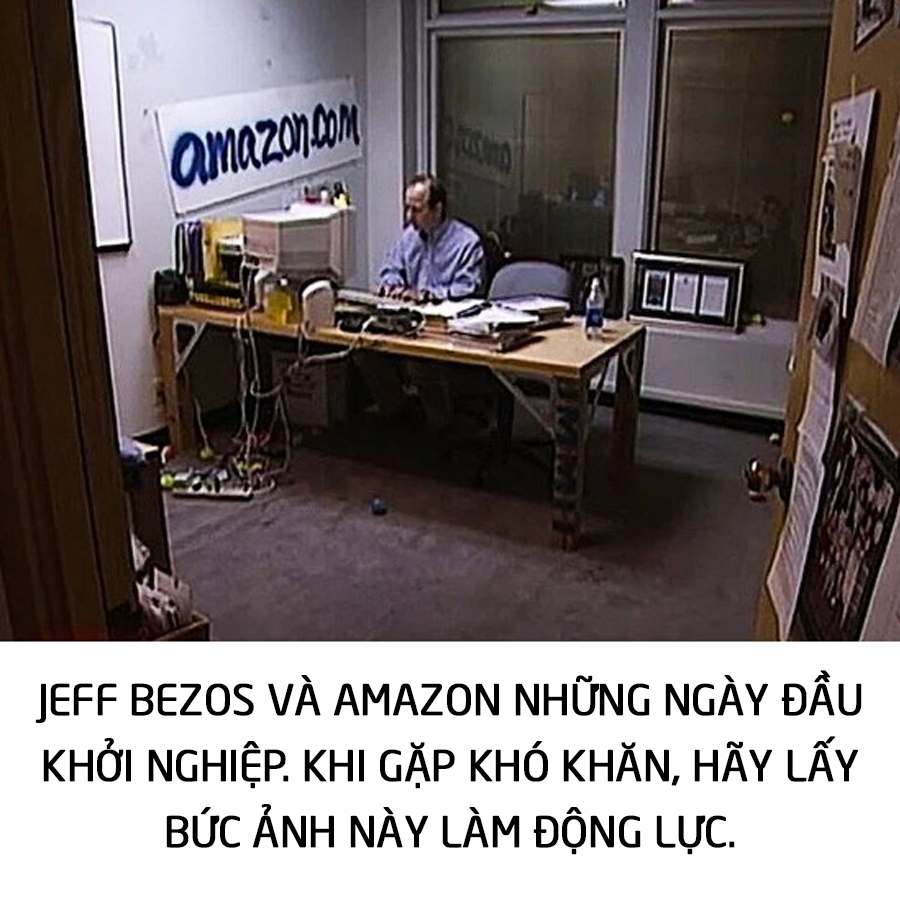 amazon.com
JEFF BEZOS VÀ AMAZON NHỮNG NGÀY ĐẦU
KHỞI NGHIỆP. KHI GẶP KHÓ KHĂN, HÃY LẤY
BỨC ẢNH NÀY LÀM ĐỘNG LỰC.